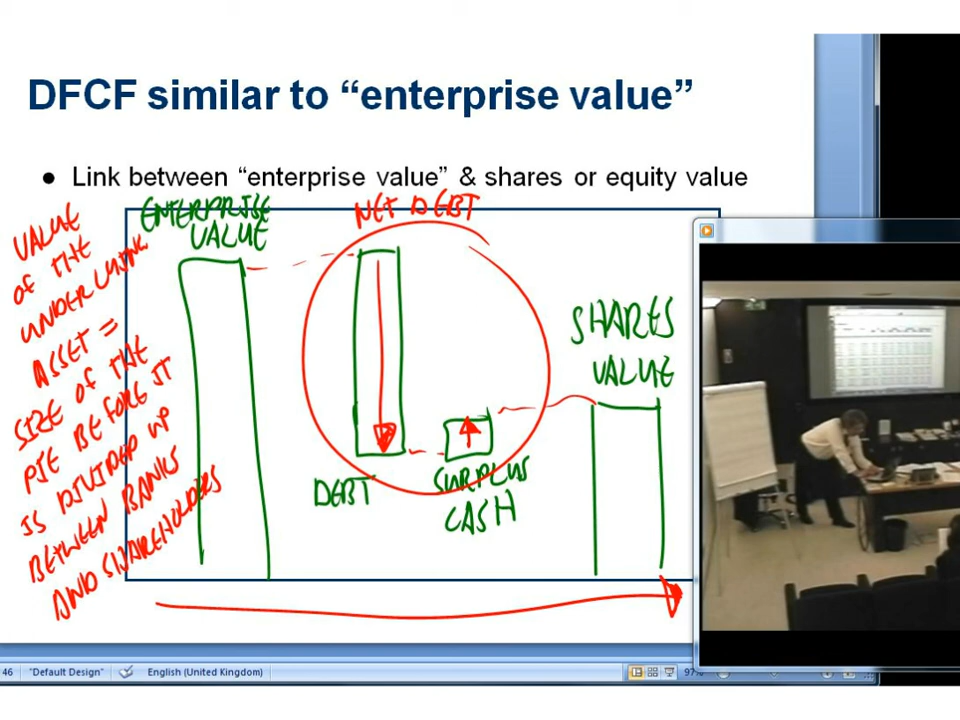 DFCF similar to “enterprise value”
● Link between “enterprise value” & shares or equity value
ENTERPRISE
VALUE
NET DEBT
VALUE
OF THE
UNDERLYING
ASSET =
SIZE OF THE
PIE BEFORE IT
IS DIVIDED UP
BETWEEN BANKS
AND SHAREHOLDERS
SHARES
VALUE
DEBT
SURPLUS
CASH
46
"Default Design"
English (United Kingdom)
97%